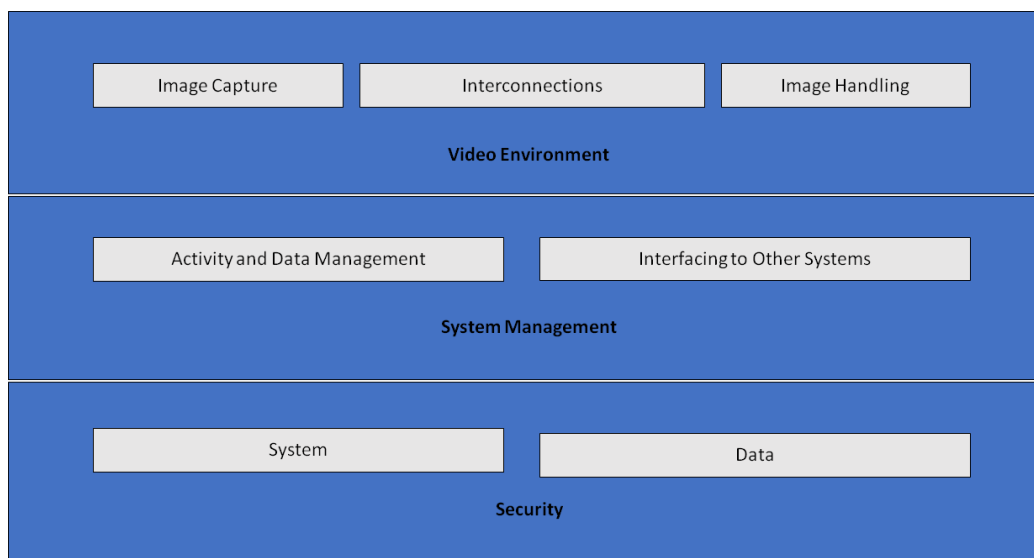 Image Capture
Interconnections
Image Handling
Video Environment
Activity and Data Management
Interfacing to Other Systems
System Management
System
Data
Security